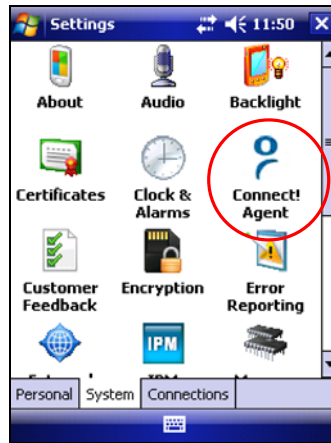 Settings 11:50
About Audio Backlight
Certificates Clock & Connect!
Alarms Agent
Customer Encryption Error
Feedback Reporting
IPM
Personal System Connections